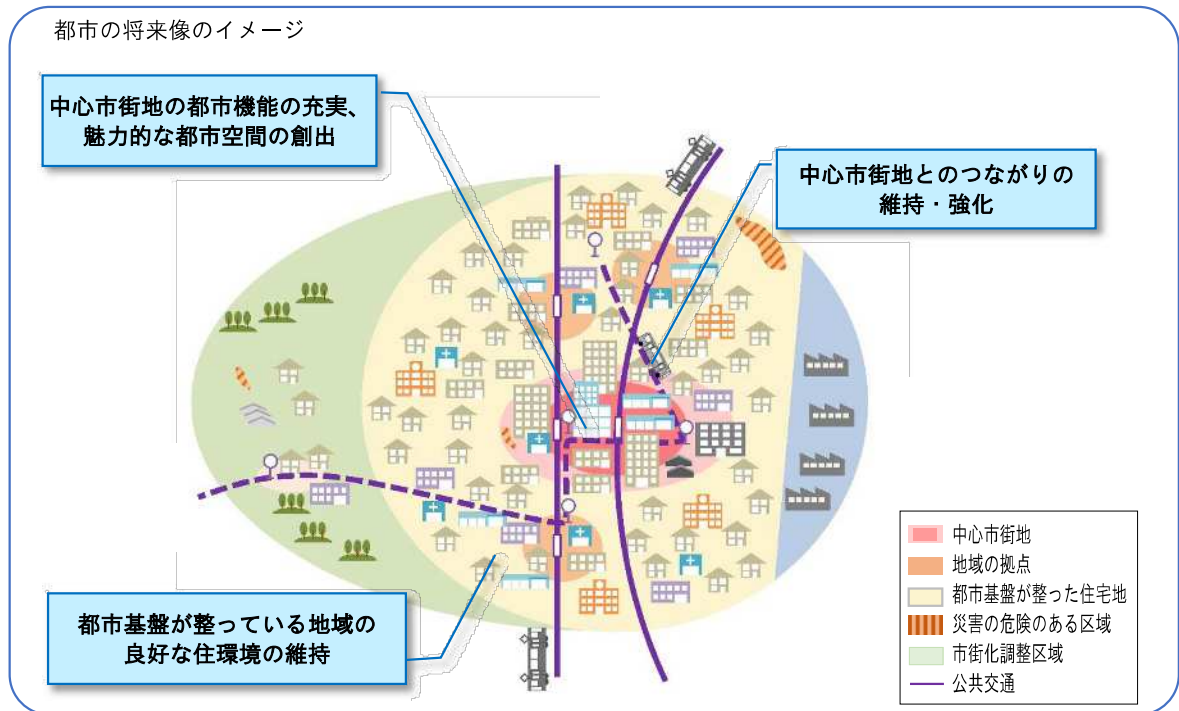 都市の将来像のイメージ
中心市街地の都市機能の充実、
魅力的な都市空間の創出
中心市街地とのつながりの
維持・強化
都市基盤が整っている地域の
良好な住環境の維持
中心市街地
地域の拠点
都市基盤が整った住宅地
災害の危険のある区域
市街化調整区域
公共交通